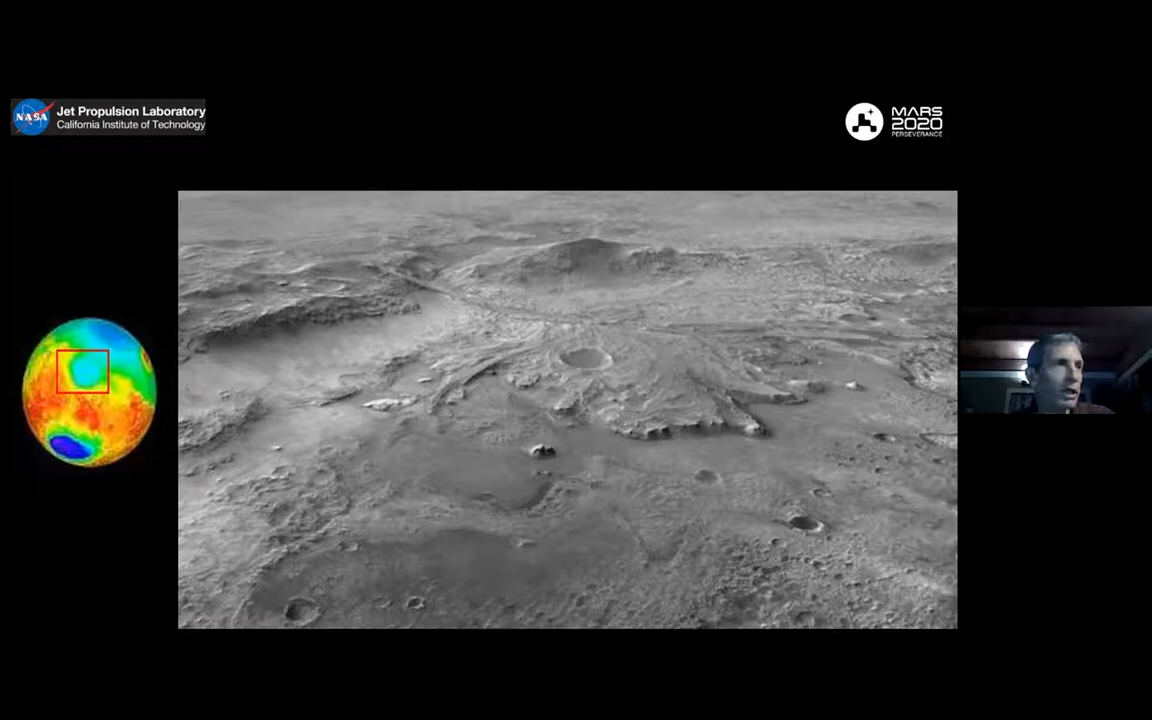 NASA
Jet Propulsion Laboratory
California Institute of Technology
MARS
2020
PERSEVERANCE